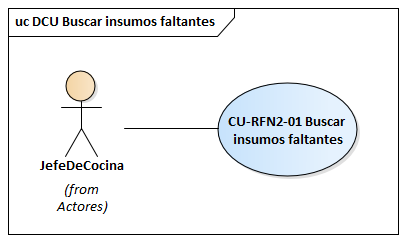 uc DCU Buscar insumos faltantes
CU-RFN2-01 Buscar
insumos faltantes
JefeDeCocina
(from
Actores)